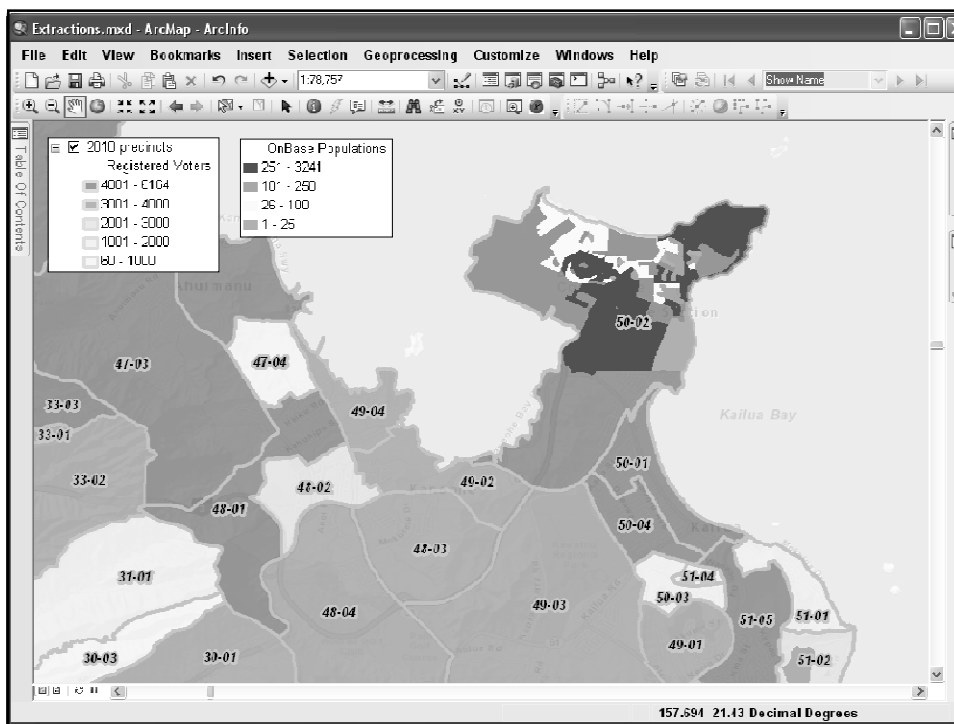 Extractions.mxd - ArcMap - ArcInfo
File Edit View Bookmarks Insert Selection Geoprocessing Customize Windows Help
1:78,757
Show Name
Table Of Contents
2010 precincts
Registered Voters
4001 - 6164
3001 - 4000
2001 - 3000
1001 - 2000
60 - 1000
OnBase Populations
251 - 3241
101 - 250
26 - 100
1 - 25
50-02
47-03
47-04
33-03
49-04
Kailua Bay
33-01
33-02
50-01
49-02
48-02
48-01
50-04
48-03
31-01
51-04
50-03
49-03
48-04
51-05
51-01
49-01
30-03
30-01
51-02
157.694 21.43 Decimal Degrees